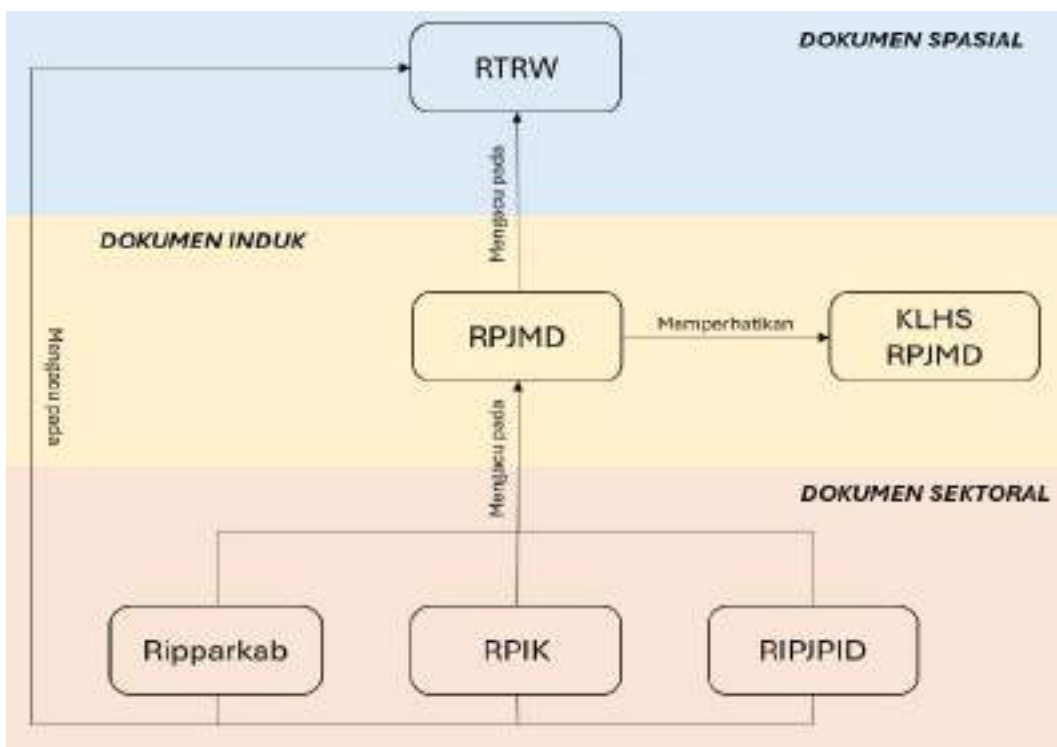 DOKUMEN SPASIAL
RTRW
Mengacu pada
DOKUMEN INDUK
RPJMD
Memperhatikan
KLHS
RPJMD
Mengacu pada
Mengacu pada
DOKUMEN SEKTORAL
Ripparkab
RPIK
RIPJPID